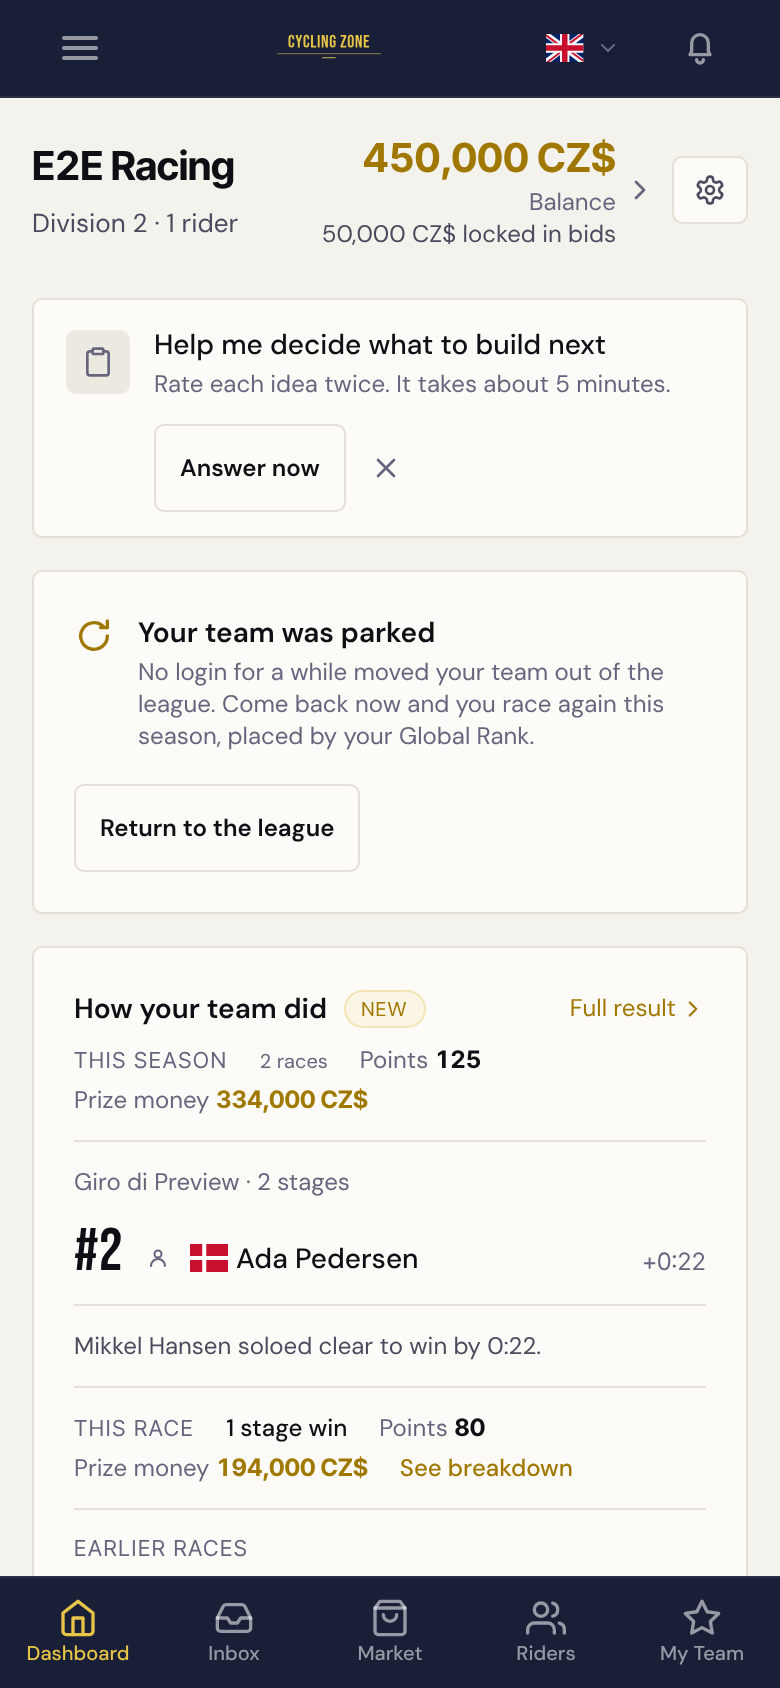 CYCLING ZONE
E2E Racing
450,000 CZ$
Balance
Division 2 · 1 rider
50,000 CZ$ locked in bids
Help me decide what to build next
Rate each idea twice. It takes about 5 minutes.
Answer now
Your team was parked
No login for a while moved your team out of the
league. Come back now and you race again this
season, placed by your Global Rank.
Return to the league
How your team did NEW Full result
THIS SEASON 2 races Points 125
Prize money 334,000 CZ$
Giro di Preview · 2 stages
#2 Ada Pedersen +0:22
Mikkel Hansen soloed clear to win by 0:22.
THIS RACE 1 stage win Points 80
Prize money 194,000 CZ$ See breakdown
EARLIER RACES
Dashboard Inbox Market Riders My Team